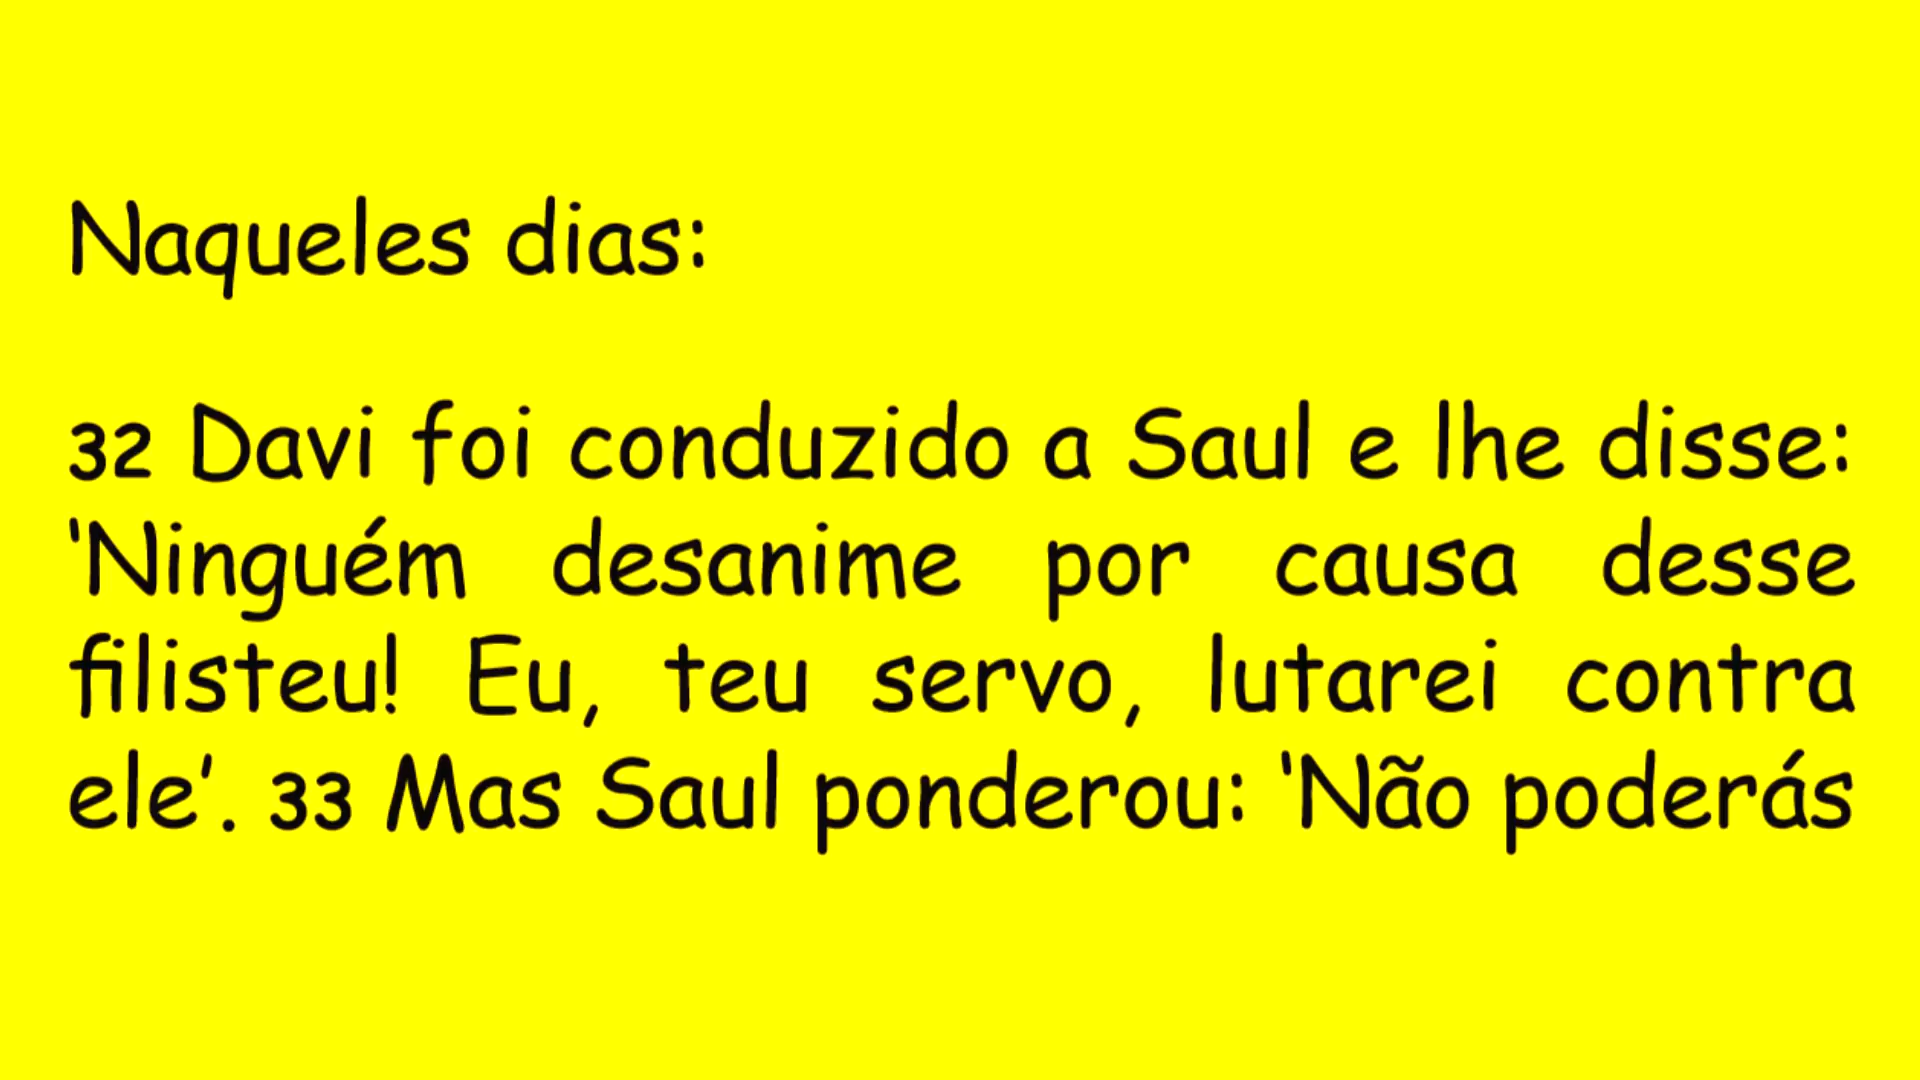 Naqueles dias:
32 Davi foi conduzido a Saul e lhe disse:
‘Ninguém desanime por causa desse
filisteu! Eu, teu servo, lutarei contra
ele’. 33 Mas Saul ponderou: ‘Não poderás